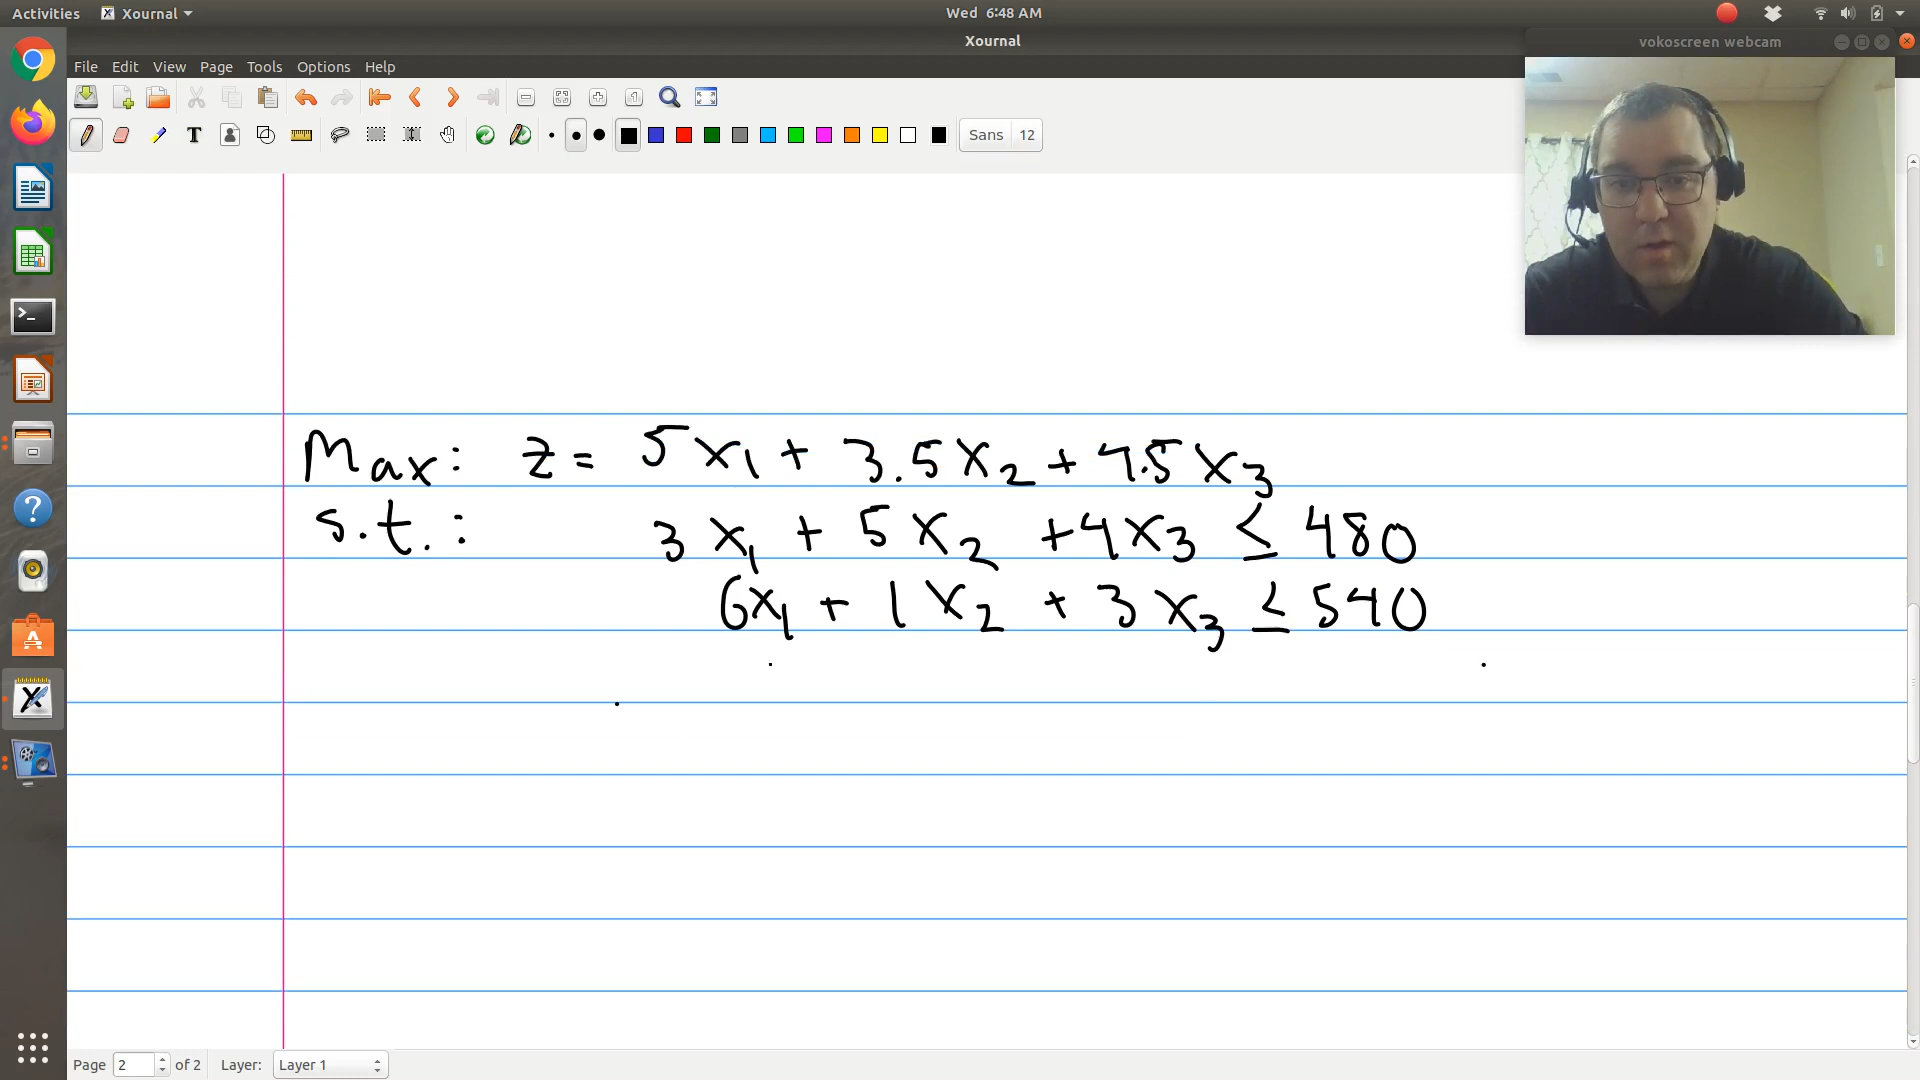 Activities Xournal Wed 6:48 AM
Xournal
vokoscreen webcam
File Edit View Page Tools Options Help
T Sans 12
Max: z = 5x₁ + 3.5x₂ + 4.5x₃
s.t.: 3x₁ + 5x₂ + 4x₃ ≤ 480
6x₁ + 1x₂ + 3x₃ ≤ 540
Page 2 of 2 Layer: Layer 1